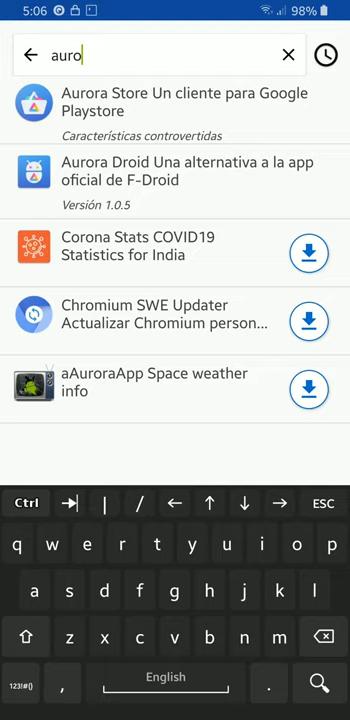 5:06
98%
auro
Aurora Store Un cliente para Google
Playstore
Características controvertidas
Aurora Droid Una alternativa a la app
oficial de F-Droid
Versión 1.0.5
Corona Stats COVID19
Statistics for India
Chromium SWE Updater
Actualizar Chromium person...
aAuroraApp Space weather
info
Ctrl | / ← ↑ ↓ → ESC
q w e r t y u i o p
a s d f g h j k l
z x c v b n m
123!#() , English .